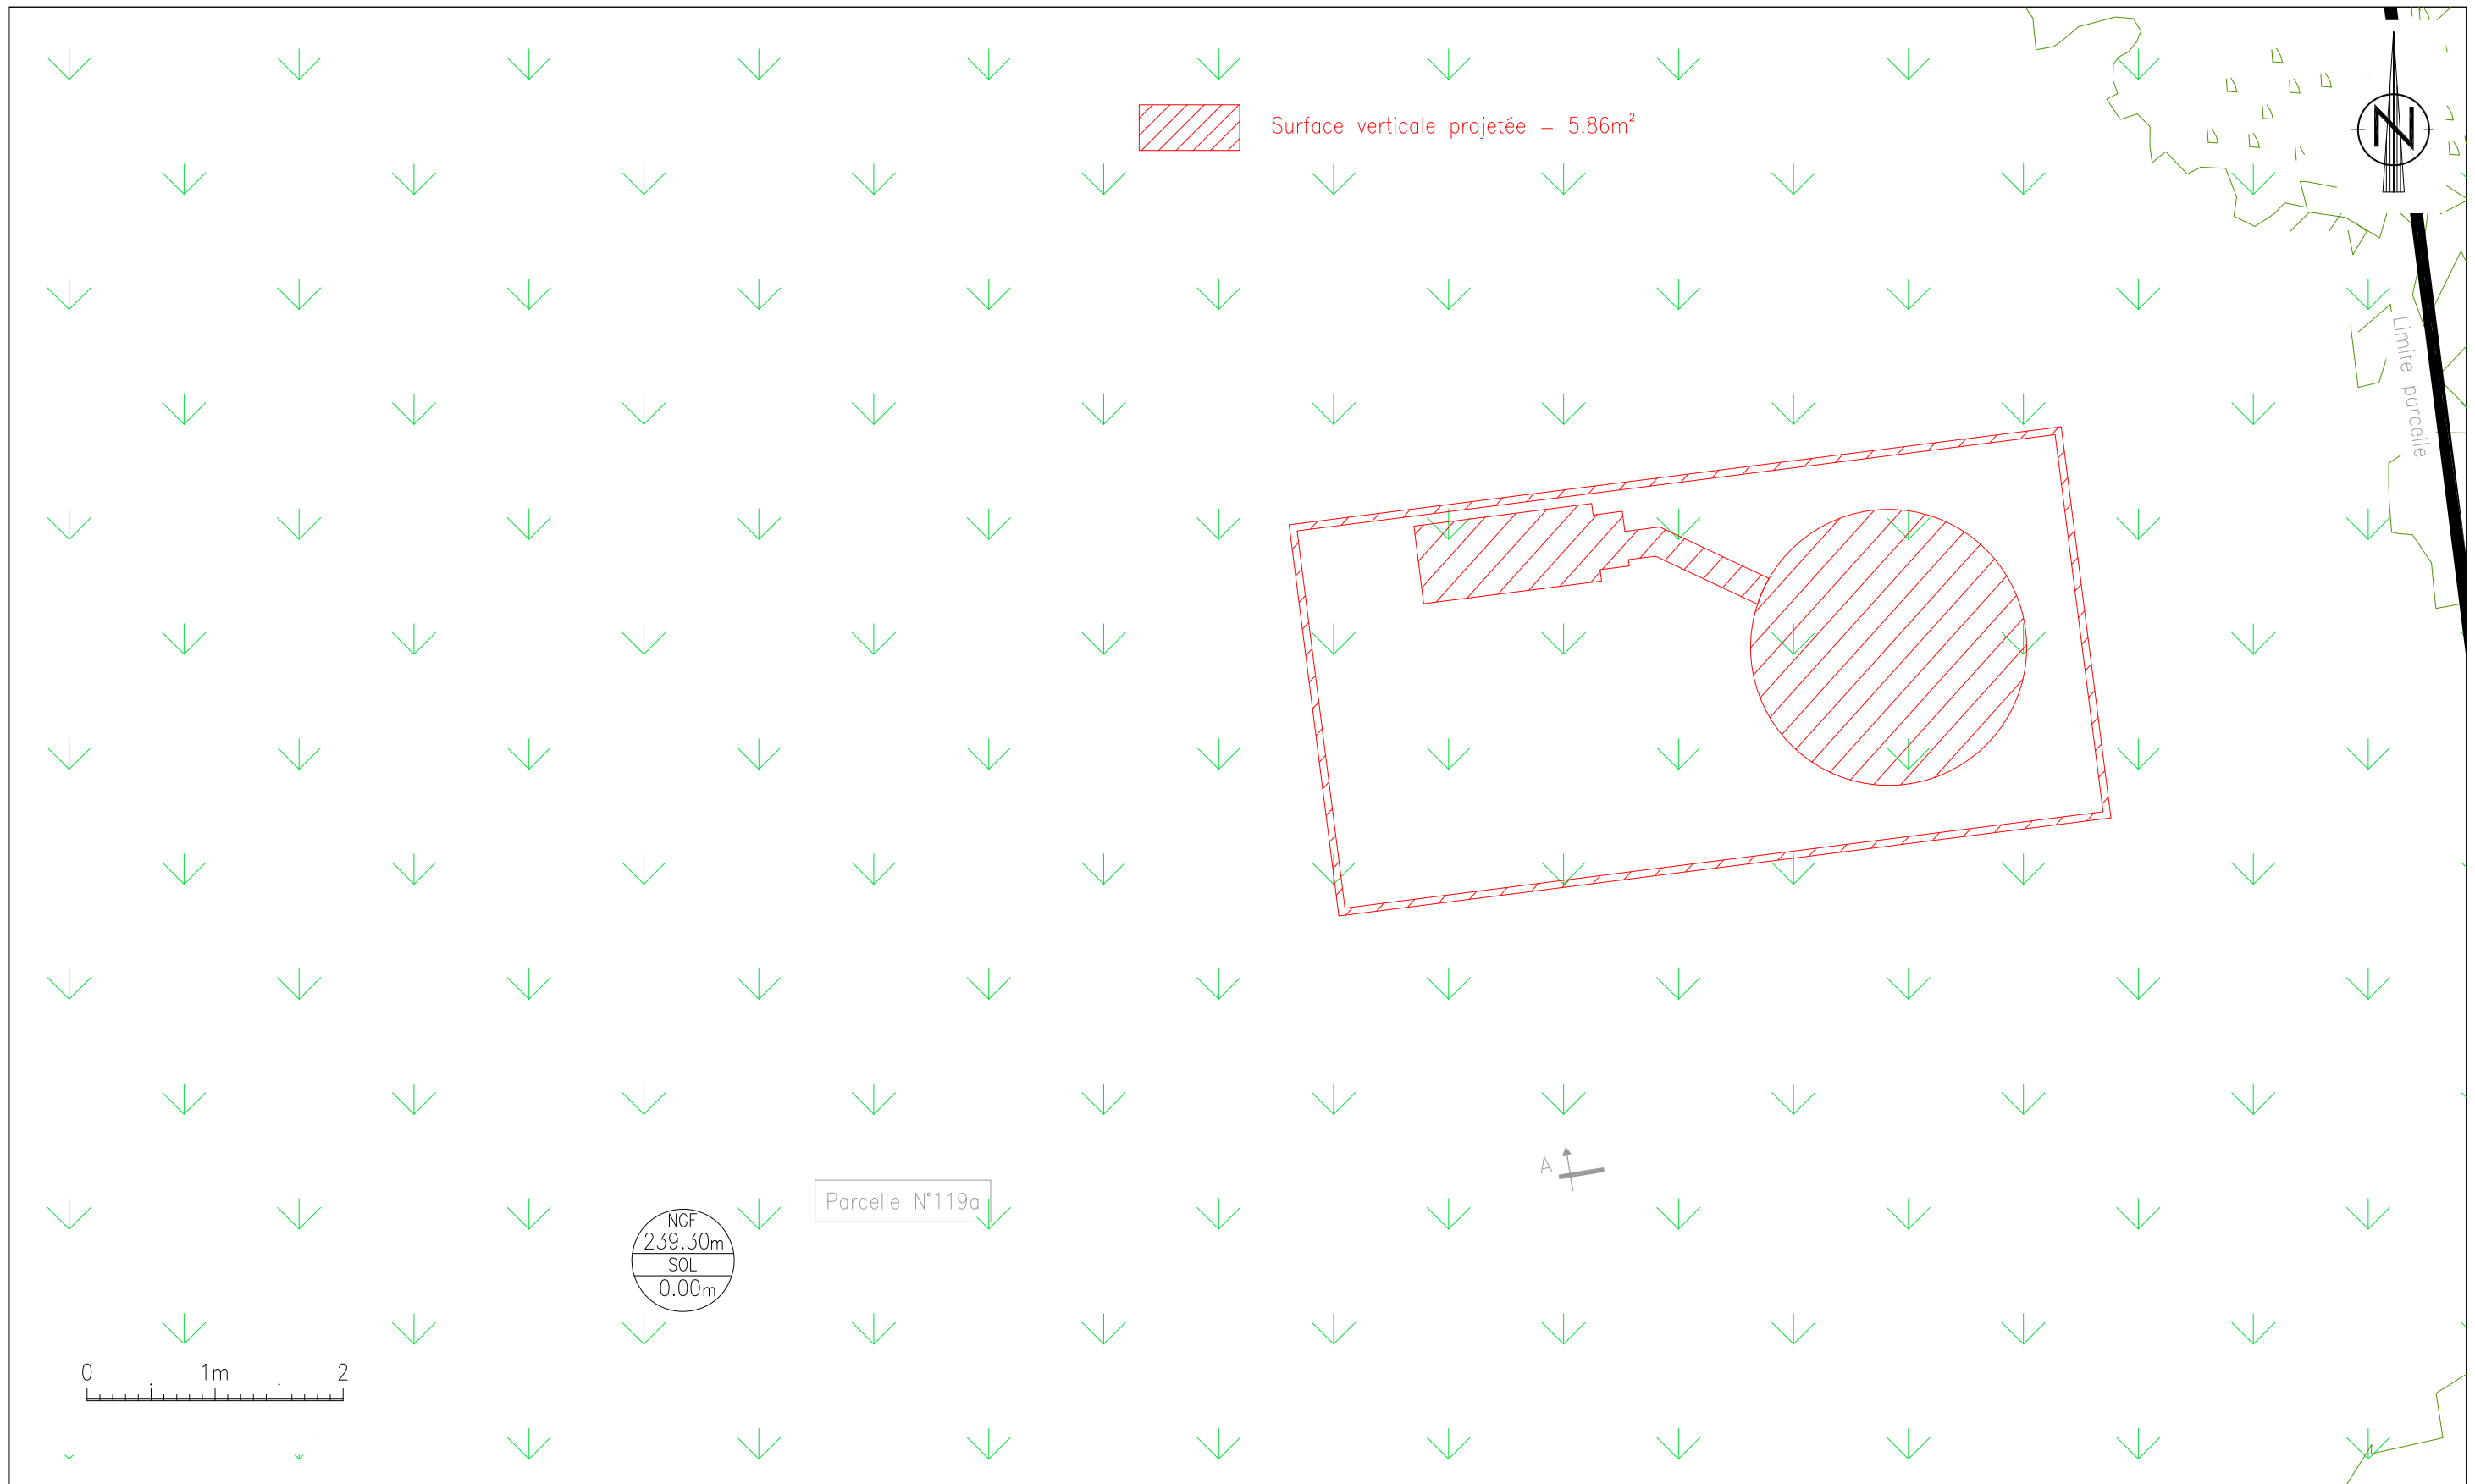 Surface verticale projetée = 5.86m²
N
Limite parcelle
A
Parcelle N°119a
NGF
239.30m
SOL
0.00m
0 1m 2